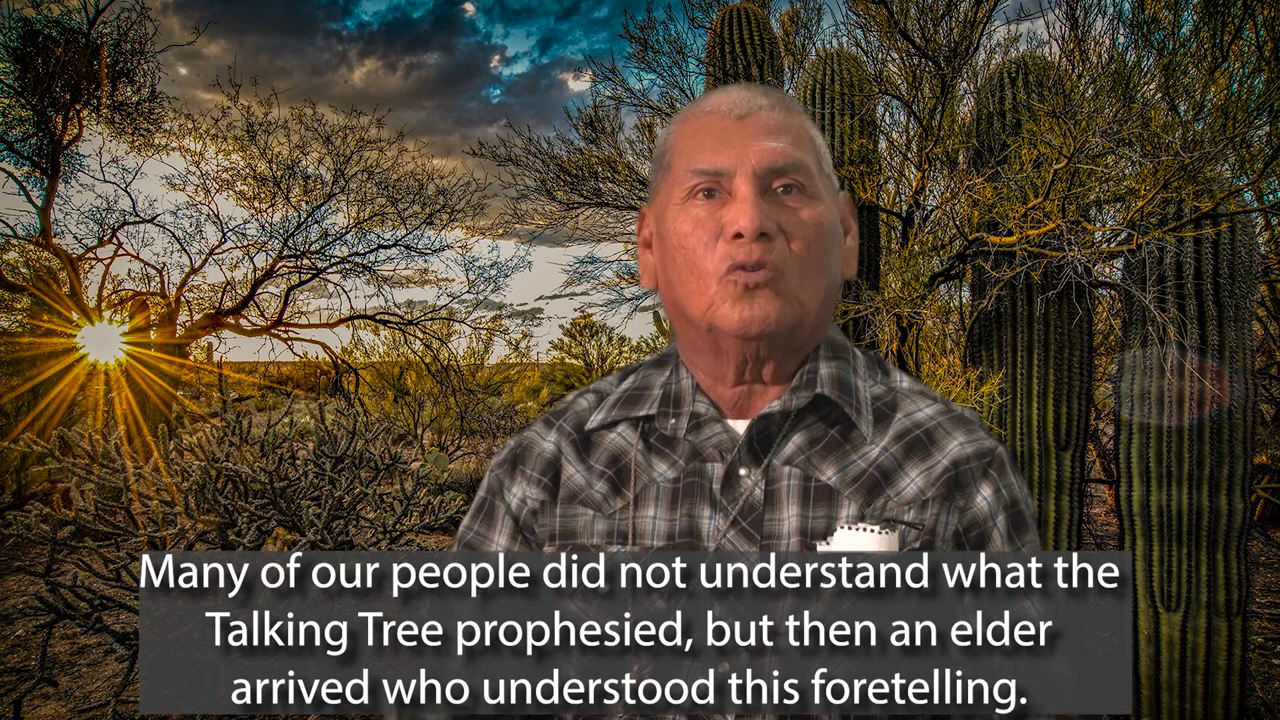 Many of our people did not understand what the
Talking Tree prophesied, but then an elder
arrived who understood this foretelling.